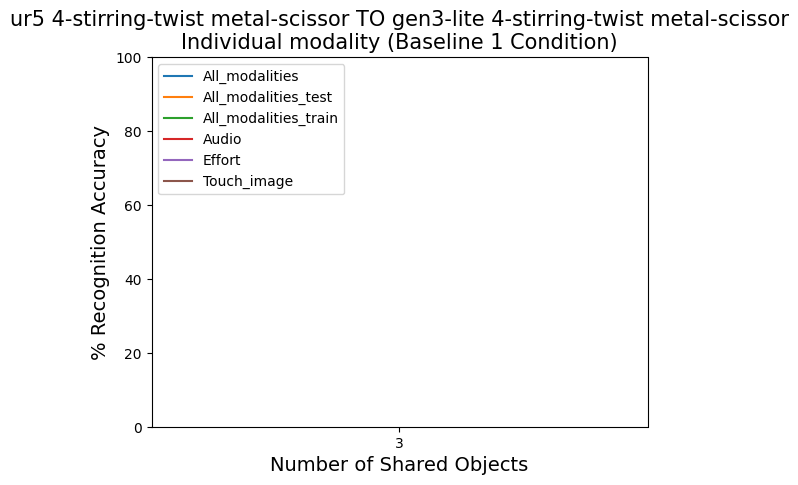 ur5 4-stirring-twist metal-scissor TO gen3-lite 4-stirring-twist metal-scissor
Individual modality (Baseline 1 Condition)
100
80
60
40
20
0
% Recognition Accuracy
All_modalities
All_modalities_test
All_modalities_train
Audio
Effort
Touch_image
3
Number of Shared Objects